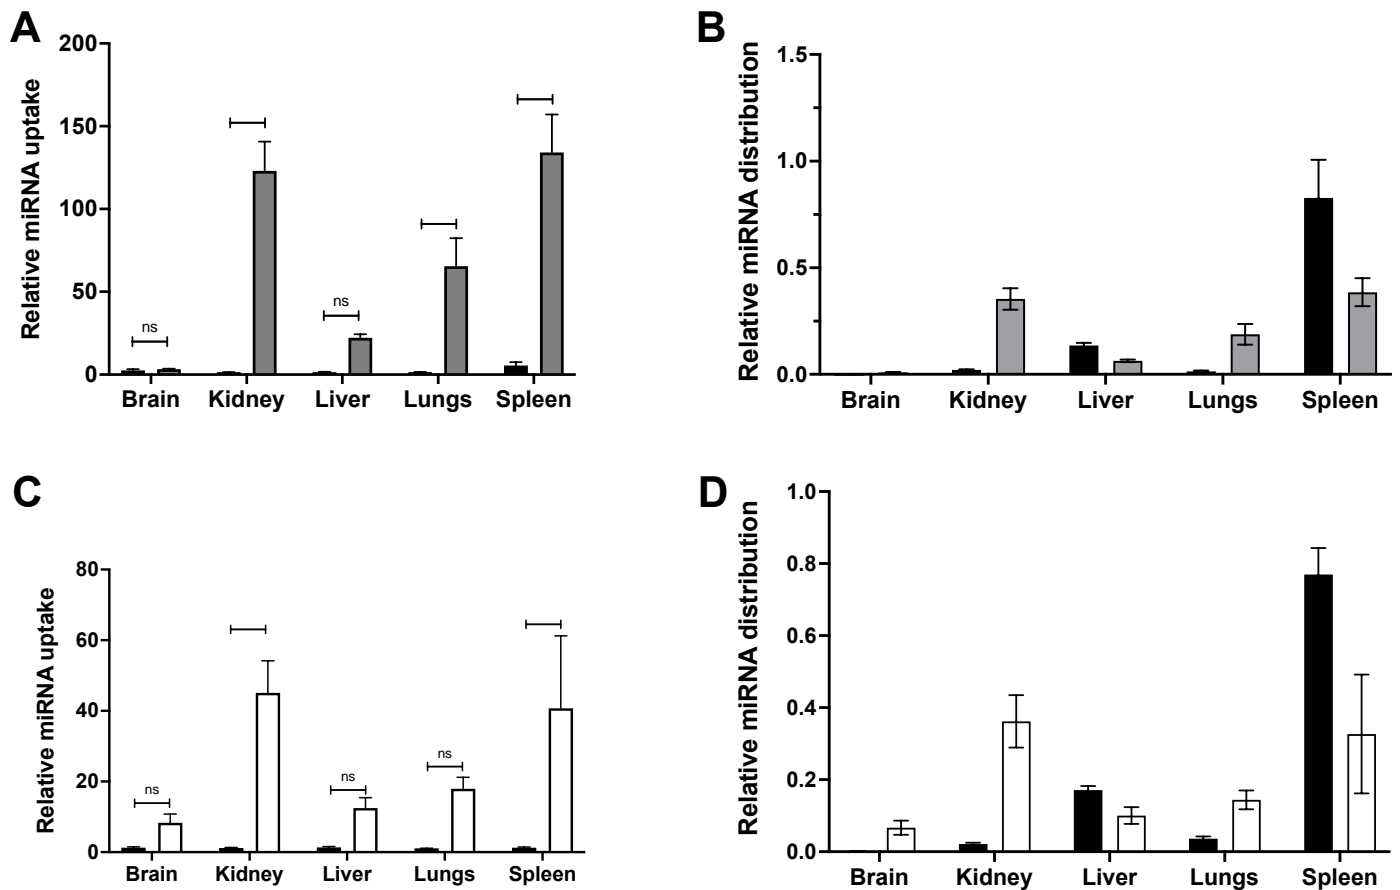 A
Relative miRNA uptake
200
150
100
50
0
ns
ns
Brain Kidney Liver Lungs Spleen
B
Relative miRNA distribution
1.5
1.0
0.5
0.0
Brain Kidney Liver Lungs Spleen
C
Relative miRNA uptake
80
60
40
20
0
ns
ns
ns
Brain Kidney Liver Lungs Spleen
D
Relative miRNA distribution
1.0
0.8
0.6
0.4
0.2
0.0
Brain Kidney Liver Lungs Spleen